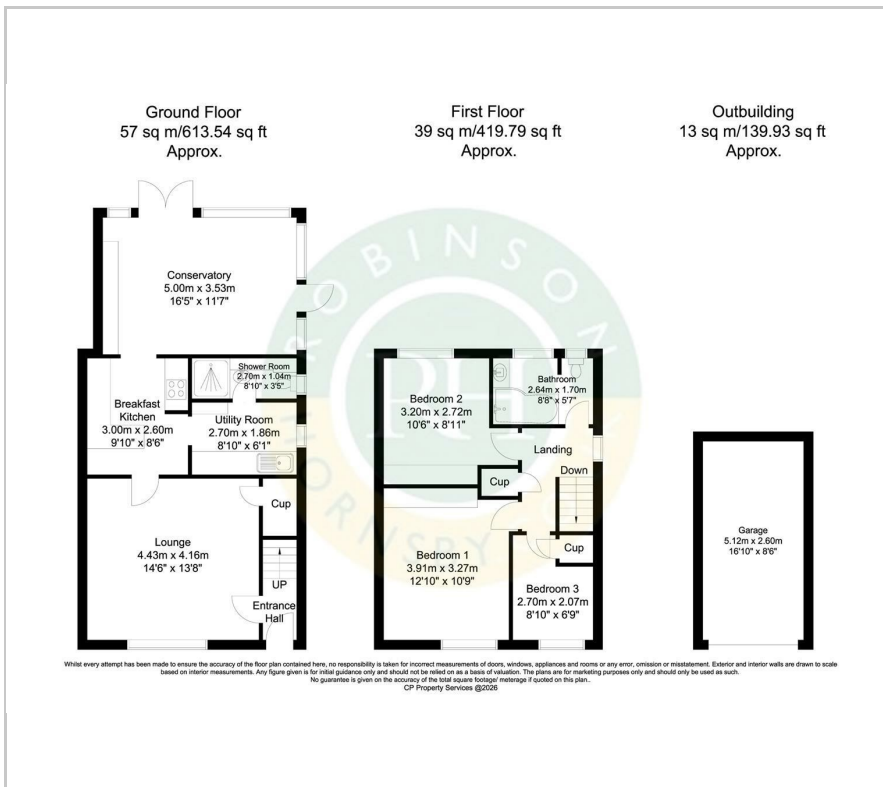 Ground Floor
57 sq m/613.54 sq ft
Approx.
First Floor
39 sq m/419.79 sq ft
Approx.
Outbuilding
13 sq m/139.93 sq ft
Approx.
Conservatory
5.00m x 3.53m
16'5" x 11'7"
Shower Room
2.70m x 1.04m
8'10" x 3'5"
Breakfast
Kitchen
3.00m x 2.60m
9'10" x 8'6"
Utility Room
2.70m x 1.86m
8'10" x 6'1"
Cup
Lounge
4.43m x 4.16m
14'6" x 13'8"
UP
Entrance
Hall
Bedroom 2
3.20m x 2.72m
10'6" x 8'11"
Bathroom
2.64m x 1.70m
8'8" x 5'7"
Landing
Down
Cup
Bedroom 1
3.91m x 3.27m
12'10" x 10'9"
Cup
Bedroom 3
2.70m x 2.07m
8'10" x 6'9"
Garage
5.12m x 2.60m
16'10" x 8'6"
ROBINSON
PH
HORNSBY
Whilst every attempt has been made to ensure the accuracy of the floor plan contained here, no responsibility is taken for incorrect measurements of doors, windows, appliances and rooms or any error, omission or misstatement. Exterior and interior walls are drawn to scale
based on interior measurements. Any figure given is for initial guidance only and should not be relied on as a basis of valuation. The plans are for marketing purposes only and should only be used as such.
No guarantee is given on the accuracy of the total square footage/ meterage if quoted on this plan..
CP Property Services @2026